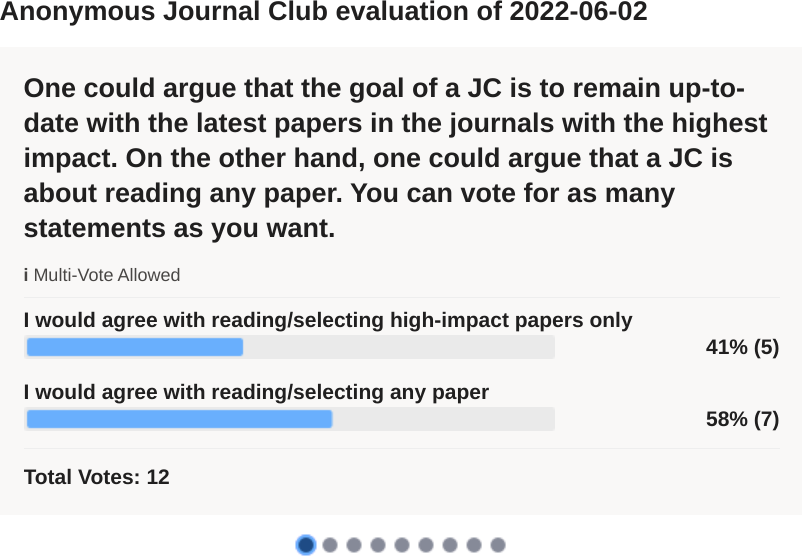 Anonymous Journal Club evaluation of 2022-06-02
One could argue that the goal of a JC is to remain up-to-
date with the latest papers in the journals with the highest
impact. On the other hand, one could argue that a JC is
about reading any paper. You can vote for as many
statements as you want.
i Multi-Vote Allowed
I would agree with reading/selecting high-impact papers only
41% (5)
I would agree with reading/selecting any paper
58% (7)
Total Votes: 12